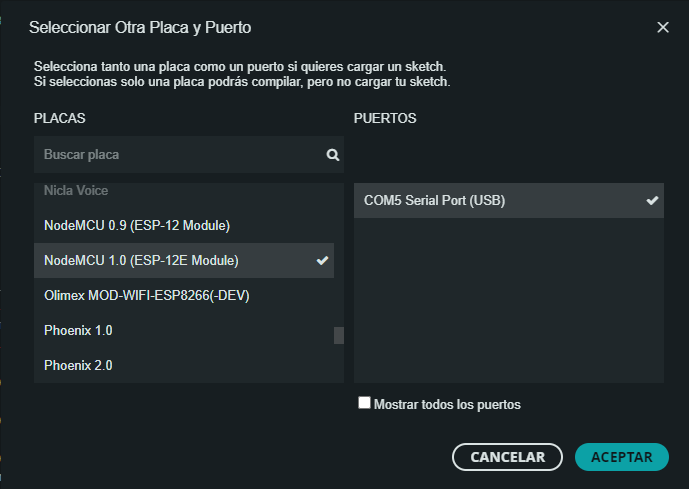 Seleccionar Otra Placa y Puerto
Selecciona tanto una placa como un puerto si quieres cargar un sketch.
Si seleccionas solo una placa podrás compilar, pero no cargar tu sketch.
PLACAS
PUERTOS
Buscar placa
Nicla Voice
NodeMCU 0.9 (ESP-12 Module)
NodeMCU 1.0 (ESP-12E Module)
Olimex MOD-WIFI-ESP8266(-DEV)
Phoenix 1.0
Phoenix 2.0
COM5 Serial Port (USB)
Mostrar todos los puertos
CANCELAR
ACEPTAR